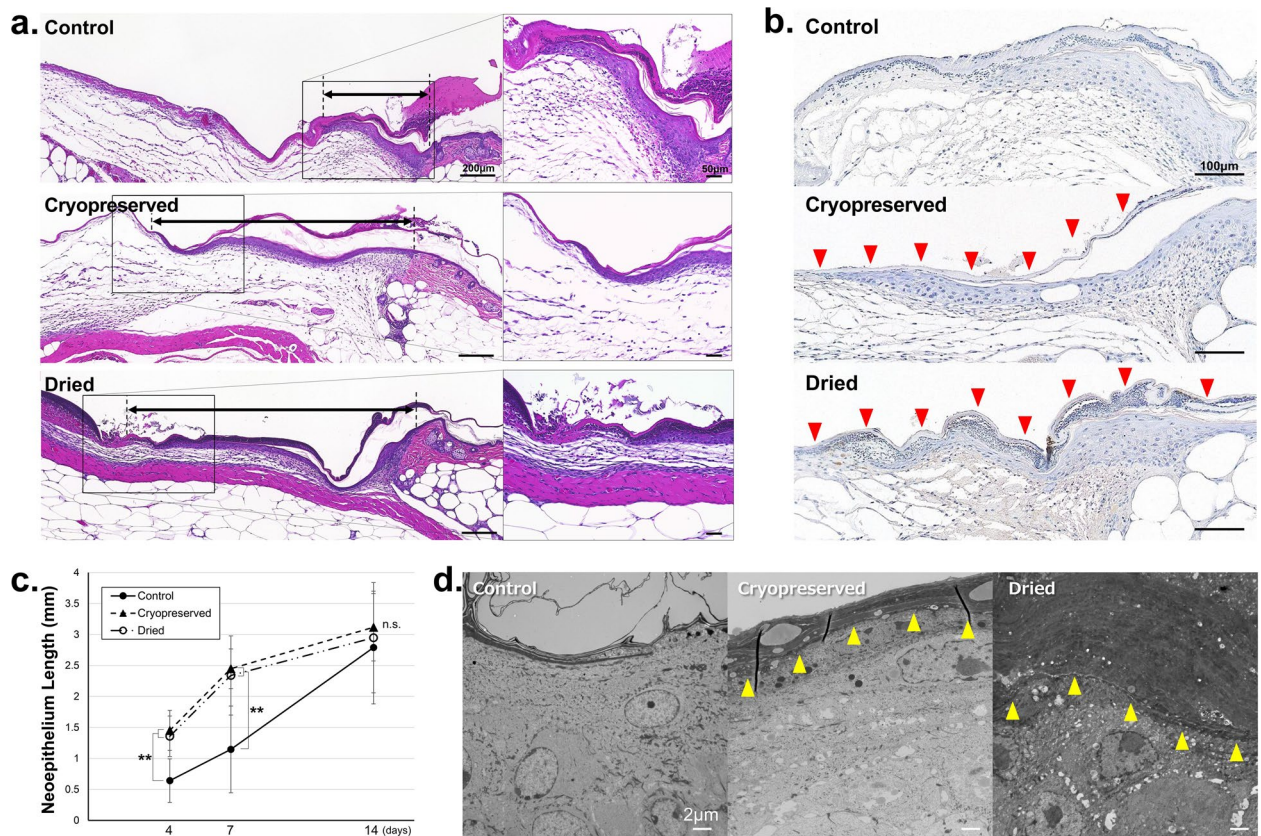 a.
Control
200μm
50μm
Cryopreserved
Dried
b.
Control
100μm
Cryopreserved
Dried
c.
Neoepithelium Length (mm)
4
3.5
3
2.5
2
1.5
1
0.5
0
Control
Cryopreserved
Dried
**
**
n.s.
4 7 14 (days)
d.
Control
2μm
Cryopreserved
Dried